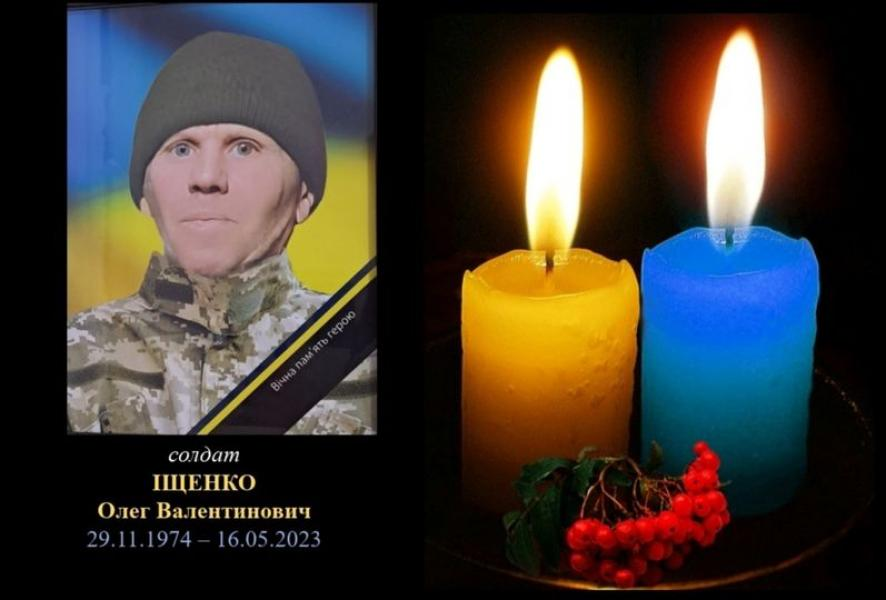 Вічна пам'ять герою
солдат
ІЩЕНКО
Олег Валентинович
29.11.1974 – 16.05.2023